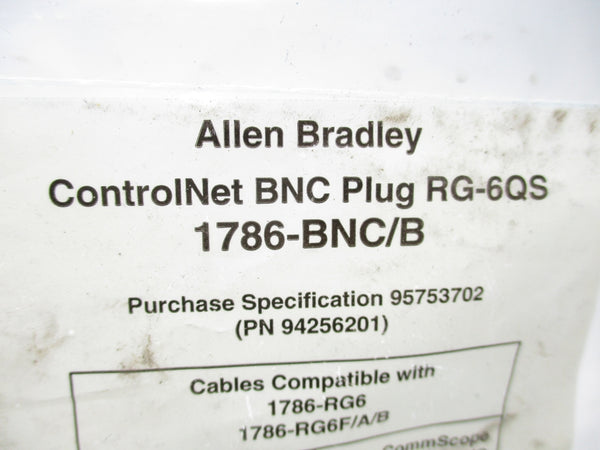 Allen Bradley
ControlNet BNC Plug RG-6QS
1786-BNC/B
Purchase Specification 95753702
(PN 94256201)
Cables Compatible with
1786-RG6
1786-RG6F/A/B
CommScope